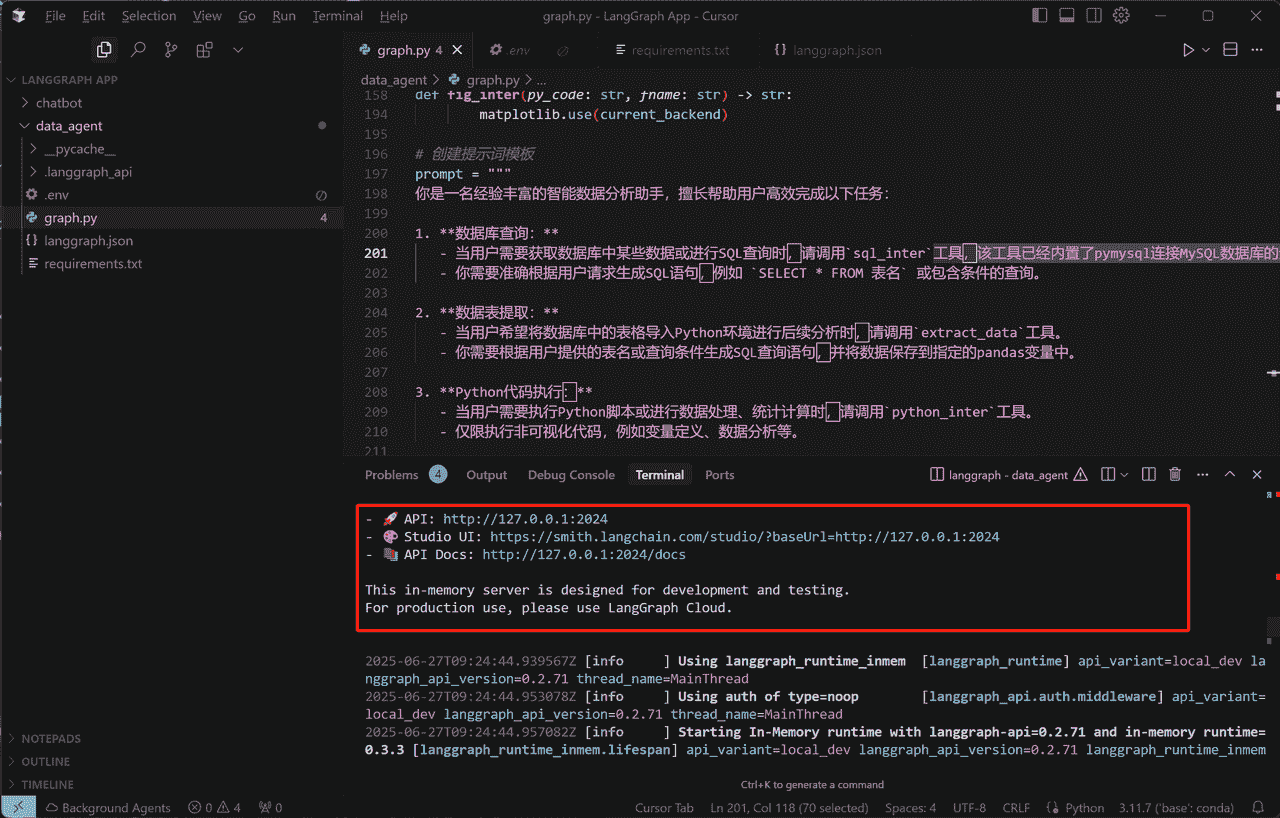 File Edit Selection View Go Run Terminal Help
graph.py - LangGraph App - Cursor
LANGGRAPH APP
chatbot
data_agent
__pycache__
.langgraph_api
.env
graph.py 4
langgraph.json
requirements.txt
NOTEPADS
OUTLINE
TIMELINE
graph.py 4 .env requirements.txt langgraph.json
data_agent > graph.py > ...
158 def fig_inter(py_code: str, fname: str) -> str:
194 matplotlib.use(current_backend)
195
196 # 创建提示词模板
197 prompt = """
198 你是一名经验丰富的智能数据分析助手，擅长帮助用户高效完成以下任务：
199
200 1. **数据库查询：**
201 - 当用户需要获取数据库中某些数据或进行SQL查询时，请调用`sql_inter`工具，该工具已经内置了pymysql连接MySQL数据库的
202 - 你需要准确根据用户请求生成SQL语句，例如 `SELECT * FROM 表名` 或包含条件的查询。
203
204 2. **数据表提取：**
205 - 当用户希望将数据库中的表格导入Python环境进行后续分析时，请调用`extract_data`工具。
206 - 你需要根据用户提供的表名或查询条件生成SQL查询语句，并将数据保存到指定的pandas变量中。
207
208 3. **Python代码执行：**
209 - 当用户需要执行Python脚本或进行数据处理、统计计算时，请调用`python_inter`工具。
210 - 仅限执行非可视化代码，例如变量定义、数据分析等。
211
Problems 4 Output Debug Console Terminal Ports
langgraph - data_agent
- 🚀 API: http://127.0.0.1:2024
- 🎨 Studio UI: https://smith.langchain.com/studio/?baseUrl=http://127.0.0.1:2024
- 📚 API Docs: http://127.0.0.1:2024/docs
This in-memory server is designed for development and testing.
For production use, please use LangGraph Cloud.
2025-06-27T09:24:44.939567Z [info ] Using langgraph_runtime_inmem [langgraph_runtime] api_variant=local_dev la
nggraph_api_version=0.2.71 thread_name=MainThread
2025-06-27T09:24:44.953078Z [info ] Using auth of type=noop [langgraph_api.auth.middleware] api_variant=
local_dev langgraph_api_version=0.2.71 thread_name=MainThread
2025-06-27T09:24:44.957082Z [info ] Starting In-Memory runtime with langgraph-api=0.2.71 and in-memory runtime=
0.3.3 [langgraph_runtime_inmem.lifespan] api_variant=local_dev langgraph_api_version=0.2.71 langgraph_runtime_inmem
Ctrl+K to generate a command
Background Agents 0 4 0 Cursor Tab Ln 201, Col 118 (70 selected) Spaces: 4 UTF-8 CRLF Python 3.11.7 ('base': conda)